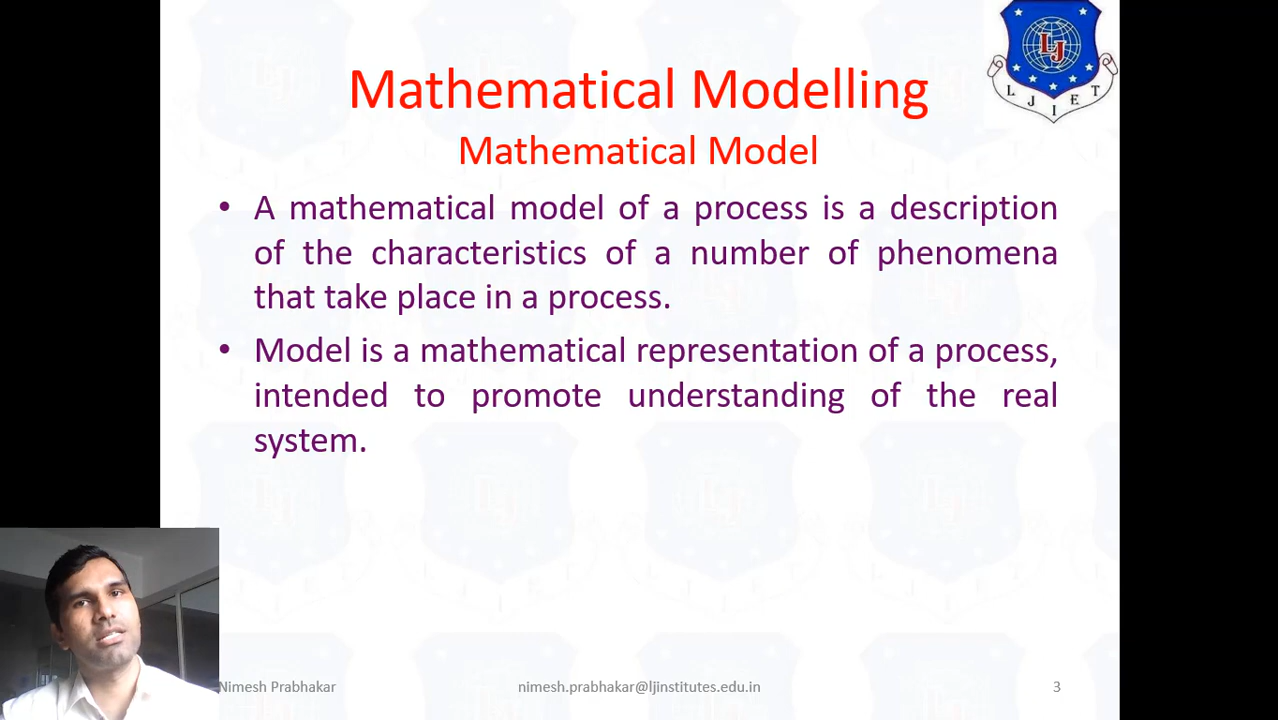 Mathematical Modelling
Mathematical Model
• A mathematical model of a process is a description
of the characteristics of a number of phenomena
that take place in a process.
• Model is a mathematical representation of a process,
intended to promote understanding of the real
system.
LJ
L J I E T
Nimesh Prabhakar
nimesh.prabhakar@ljinstitutes.edu.in
3